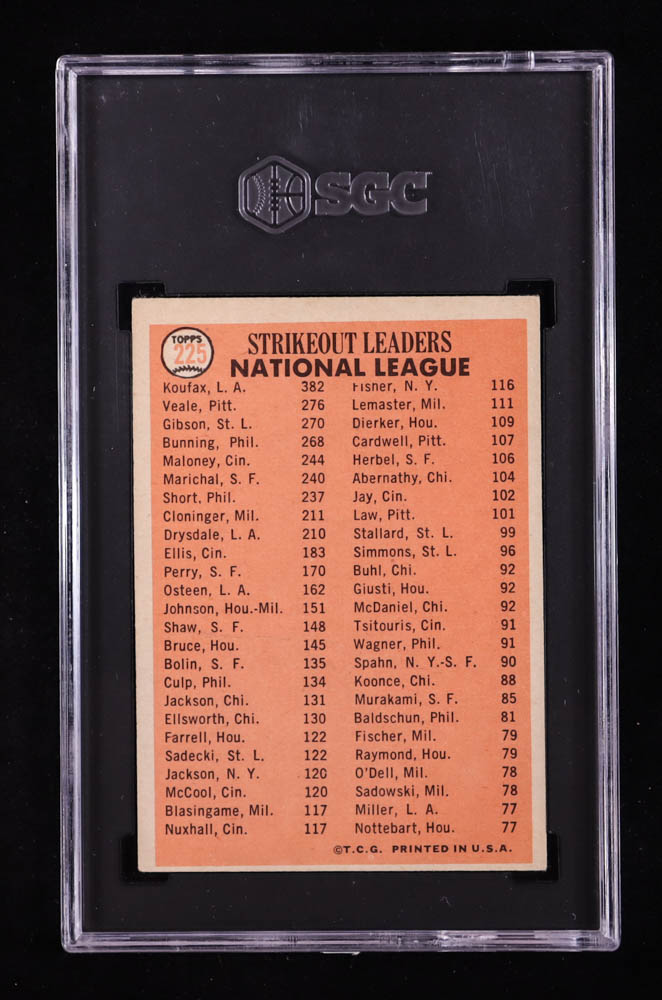 SGC
TOPPS
225
STRIKEOUT LEADERS
NATIONAL LEAGUE
Koufax, L. A. 382
Veale, Pitt. 276
Gibson, St. L. 270
Bunning, Phil. 268
Maloney, Cin. 244
Marichal, S. F. 240
Short, Phil. 237
Cloninger, Mil. 211
Drysdale, L. A. 210
Ellis, Cin. 183
Perry, S. F. 170
Osteen, L. A. 162
Johnson, Hou.-Mil. 151
Shaw, S. F. 148
Bruce, Hou. 145
Bolin, S. F. 135
Culp, Phil. 134
Jackson, Chi. 131
Ellsworth, Chi. 130
Farrell, Hou. 122
Sadecki, St. L. 122
Jackson, N. Y. 120
McCool, Cin. 120
Blasingame, Mil. 117
Nuxhall, Cin. 117
Fisher, N. Y. 116
Lemaster, Mil. 111
Dierker, Hou. 109
Cardwell, Pitt. 107
Herbel, S. F. 106
Abernathy, Chi. 104
Jay, Cin. 102
Law, Pitt. 101
Stallard, St. L. 99
Simmons, St. L. 96
Buhl, Chi. 92
Giusti, Hou. 92
McDaniel, Chi. 92
Tsitouris, Cin. 91
Wagner, Phil. 91
Spahn, N. Y.-S. F. 90
Koonce, Chi. 88
Murakami, S. F. 85
Baldschun, Phil. 81
Fischer, Mil. 79
Raymond, Hou. 79
O'Dell, Mil. 78
Sadowski, Mil. 78
Miller, L. A. 77
Nottebart, Hou. 77
©T.C.G. PRINTED IN U.S.A.